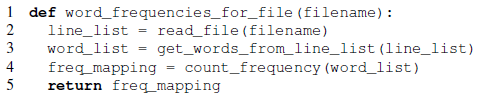 1 def word_frequencies_for_file(filename):
2     line_list = read_file(filename)
3     word_list = get_words_from_line_list(line_list)
4     freq_mapping = count_frequency(word_list)
5     return freq_mapping